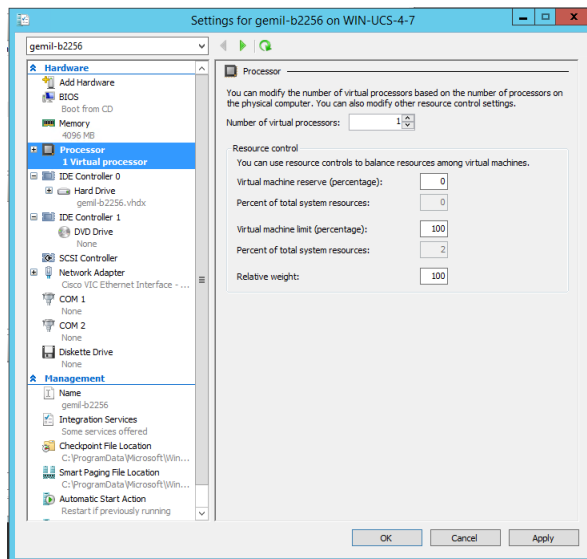 Settings for gemil-b2256 on WIN-UCS-4-7
gemil-b2256
Hardware
Add Hardware
BIOS
Boot from CD
Memory
4096 MB
Processor
1 Virtual processor
IDE Controller 0
Hard Drive
gemil-b2256.vhdx
IDE Controller 1
DVD Drive
None
SCSI Controller
Network Adapter
Cisco VIC Ethernet Interface - ...
COM 1
None
COM 2
None
Diskette Drive
None
Management
Name
gemil-b2256
Integration Services
Some services offered
Checkpoint File Location
C:\ProgramData\Microsoft\Win...
Smart Paging File Location
C:\ProgramData\Microsoft\Win...
Automatic Start Action
Restart if previously running
Processor
You can modify the number of virtual processors based on the number of processors on
the physical computer. You can also modify other resource control settings.
Number of virtual processors: 1
Resource control
You can use resource controls to balance resources among virtual machines.
Virtual machine reserve (percentage): 0
Percent of total system resources: 0
Virtual machine limit (percentage): 100
Percent of total system resources: 2
Relative weight: 100
OK Cancel Apply